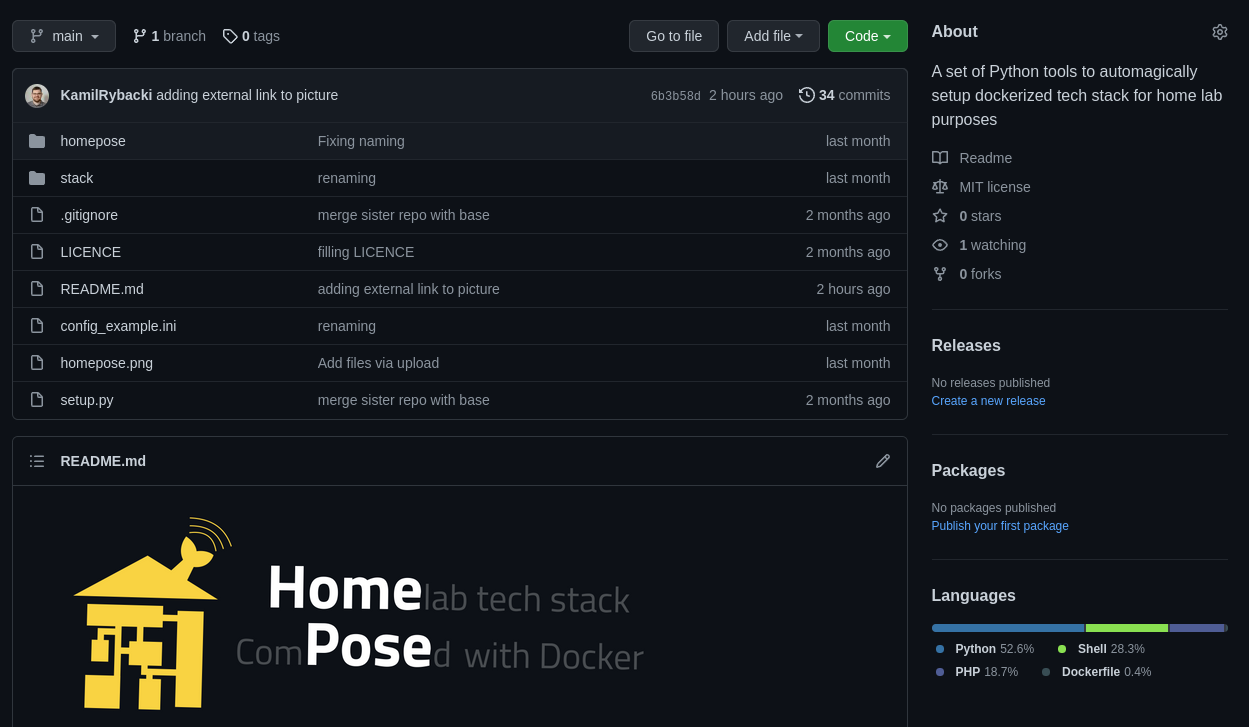 main 1 branch 0 tags Go to file Add file Code
KamilRybacki adding external link to picture 6b3b58d 2 hours ago 34 commits
homepose Fixing naming last month
stack renaming last month
.gitignore merge sister repo with base 2 months ago
LICENCE filling LICENCE 2 months ago
README.md adding external link to picture 2 hours ago
config_example.ini renaming last month
homepose.png Add files via upload last month
setup.py merge sister repo with base 2 months ago
README.md
Homelab tech stack
ComPosed with Docker
About
A set of Python tools to automagically
setup dockerized tech stack for home lab
purposes
Readme
MIT license
0 stars
1 watching
0 forks
Releases
No releases published
Create a new release
Packages
No packages published
Publish your first package
Languages
Python 52.6% Shell 28.3%
PHP 18.7% Dockerfile 0.4%